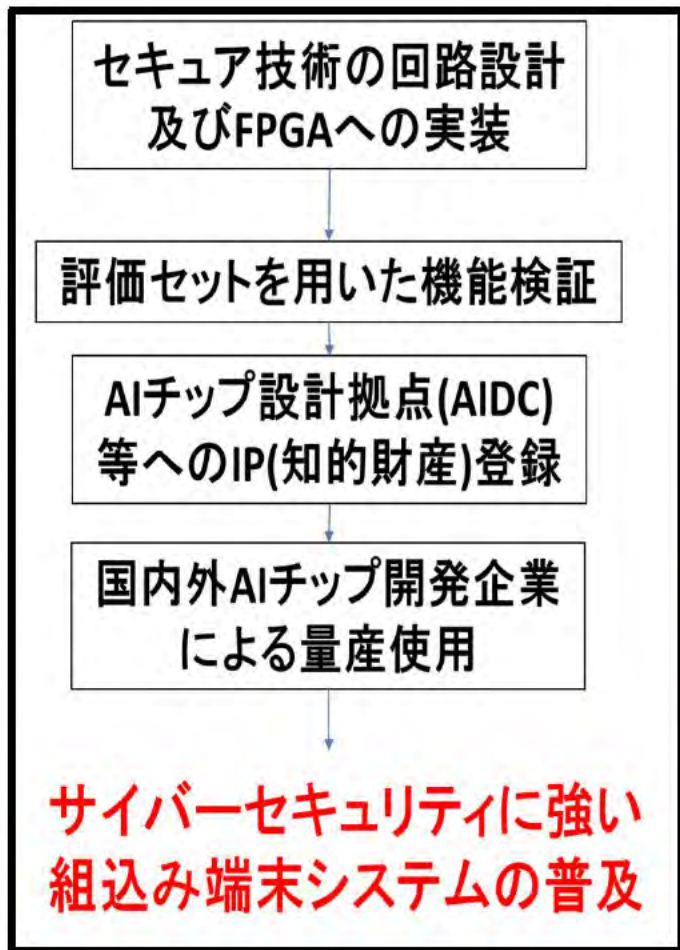 セキュア技術の回路設計
及びFPGAへの実装
評価セットを用いた機能検証
AIチップ設計拠点(AIDC)
等へのIP(知的財産)登録
国内外AIチップ開発企業
による量産使用
サイバーセキュリティに強い
組込み端末システムの普及